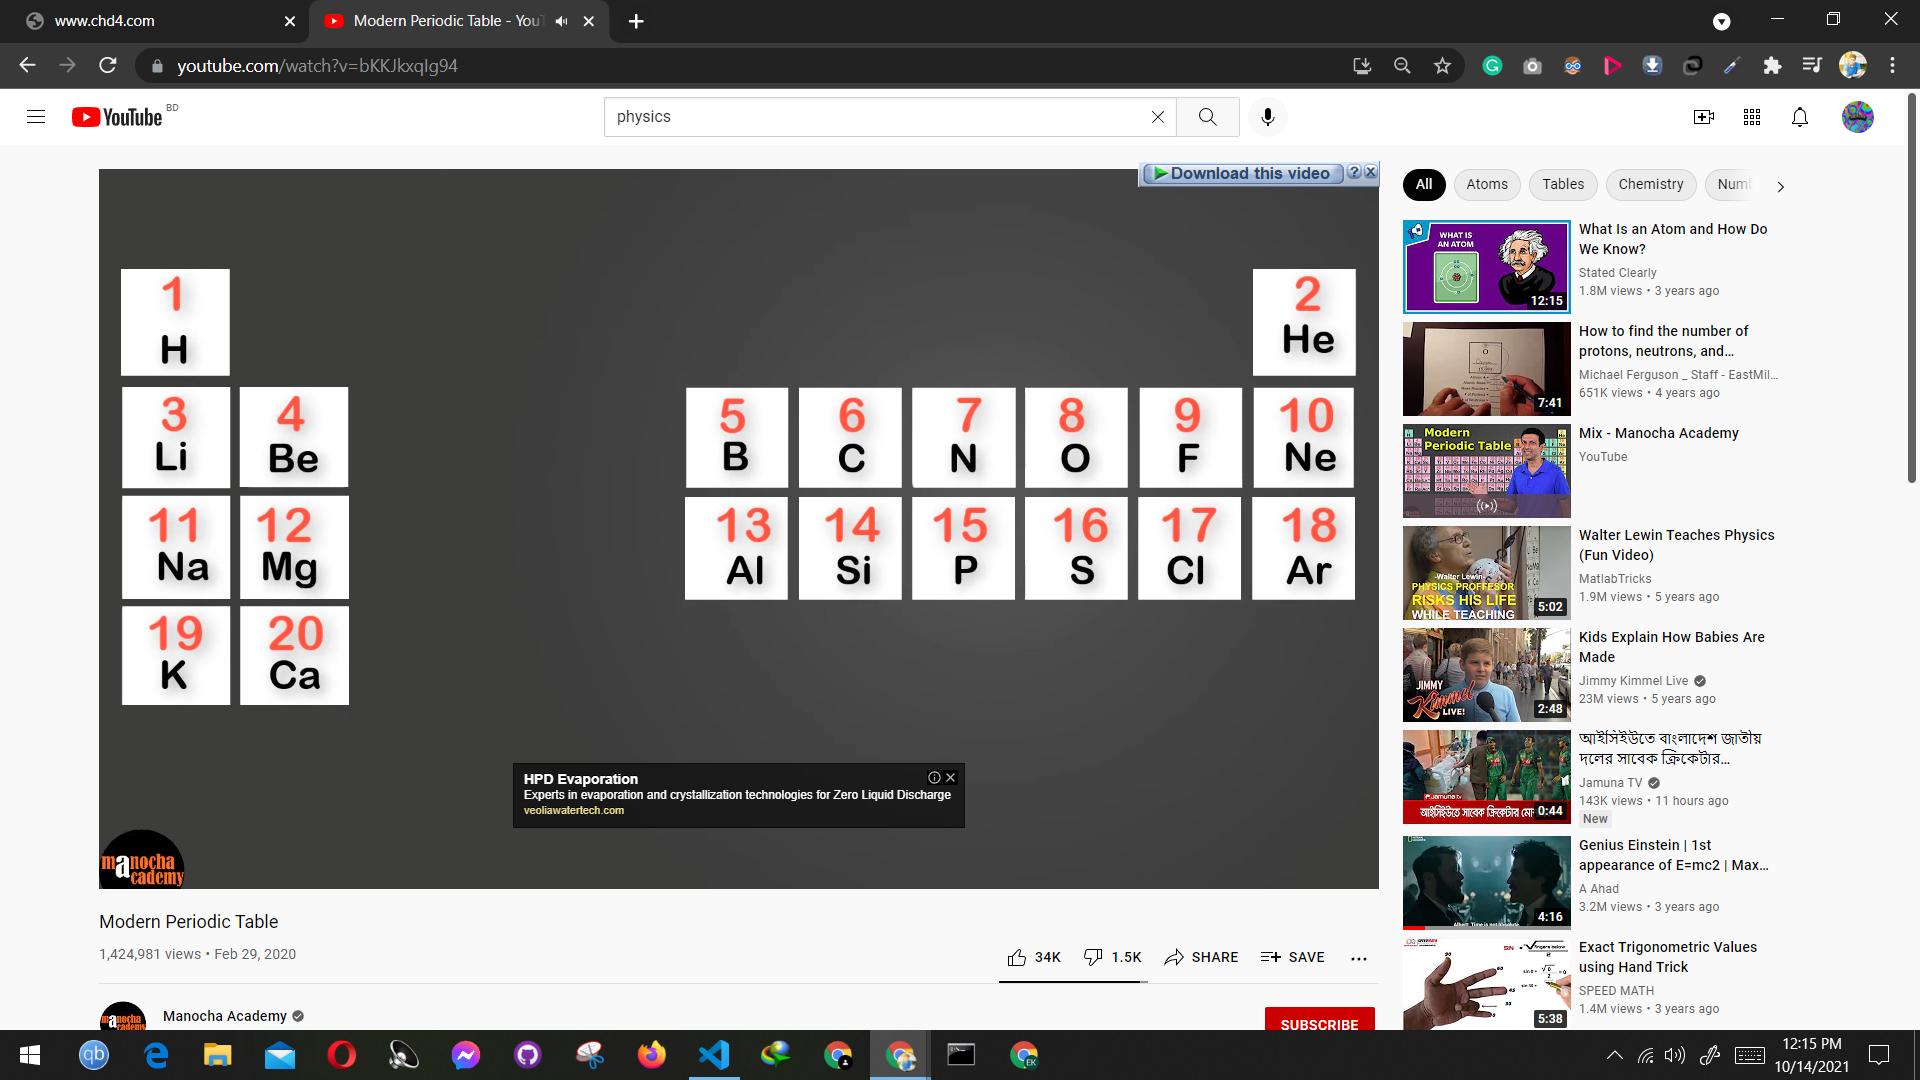 www.chd4.com
Modern Periodic Table - You
youtube.com/watch?v=bKKJkxqIg94
YouTube BD
physics
Download this video
All
Atoms
Tables
Chemistry
1
H
2
He
3
Li
4
Be
5
B
6
C
7
N
8
O
9
F
10
Ne
11
Na
12
Mg
13
Al
14
Si
15
P
16
S
17
Cl
18
Ar
19
K
20
Ca
HPD Evaporation
Experts in evaporation and crystallization technologies for Zero Liquid Discharge
veoliawatertech.com
manocha
academy
Modern Periodic Table
1,424,981 views • Feb 29, 2020
34K
1.5K
SHARE
SAVE
manocha
academy
Manocha Academy
SUBSCRIBE
WHAT IS
AN ATOM
12:15
What Is an Atom and How Do
We Know?
Stated Clearly
1.8M views • 3 years ago
7:41
How to find the number of
protons, neutrons, and...
Michael Ferguson _ Staff - EastMil...
651K views • 4 years ago
Modern
Periodic Table
Mix - Manocha Academy
YouTube
-Walter Lewin-
PHYSICS PROFFESOR
RISKS HIS LIFE
WHILE TEACHING
5:02
Walter Lewin Teaches Physics
(Fun Video)
MatlabTricks
1.9M views • 5 years ago
JIMMY
Kimmel
LIVE!
2:48
Kids Explain How Babies Are
Made
Jimmy Kimmel Live
23M views • 5 years ago
Jamuna tv
আইসিইউতে সাবেক ক্রিকেটার
0:44
আইসিইউতে বাংলাদেশ জাতীয়
দলের সাবেক ক্রিকেটার...
Jamuna TV
143K views • 11 hours ago
New
4:16
Genius Einstein | 1st
appearance of E=mc2 | Max...
A Ahad
3.2M views • 3 years ago
SIN
5:38
Exact Trigonometric Values
using Hand Trick
SPEED MATH
1.4M views • 3 years ago
qb
EK
12:15 PM
10/14/2021